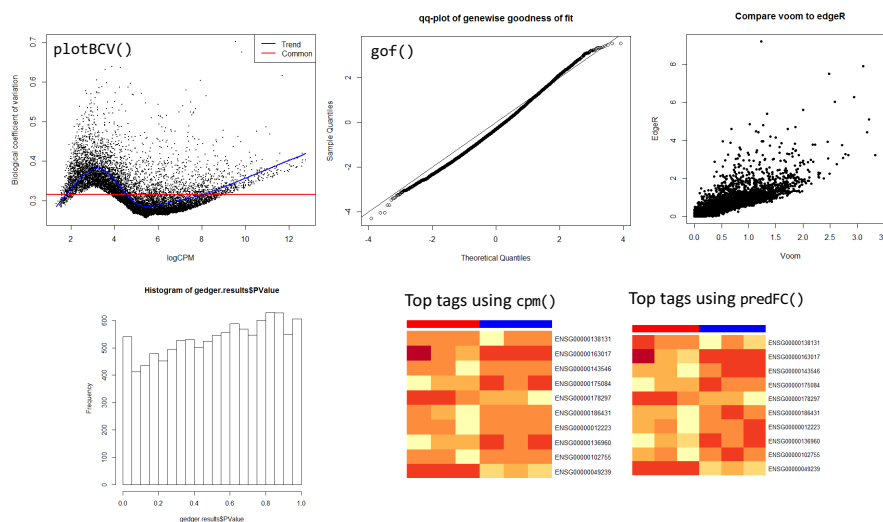 plotBCV()
Trend
Common
0.7
0.6
0.5
0.4
0.3
Biological coefficient of variation
2
4
6
8
10
12
logCPM
qq-plot of genewise goodness of fit
gof()
2
0
-2
-4
Sample Quantiles
-4
-2
0
2
4
Theoretical Quantiles
Compare voom to edgeR
8
6
4
2
0
EdgeR
0.0
0.5
1.0
1.5
2.0
2.5
3.0
Voom
Histogram of gedger.results$PValue
600
500
400
300
200
100
0
Frequency
0.0
0.2
0.4
0.6
0.8
1.0
gedger.results$PValue
Top tags using cpm()
ENSG00000138131
ENSG00000163017
ENSG00000143546
ENSG00000175084
ENSG00000178297
ENSG00000186431
ENSG00000012223
ENSG00000136960
ENSG00000102755
ENSG00000049239
Top tags using predFC()
ENSG00000138131
ENSG00000163017
ENSG00000143546
ENSG00000175084
ENSG00000178297
ENSG00000186431
ENSG00000012223
ENSG00000136960
ENSG00000102755
ENSG00000049239